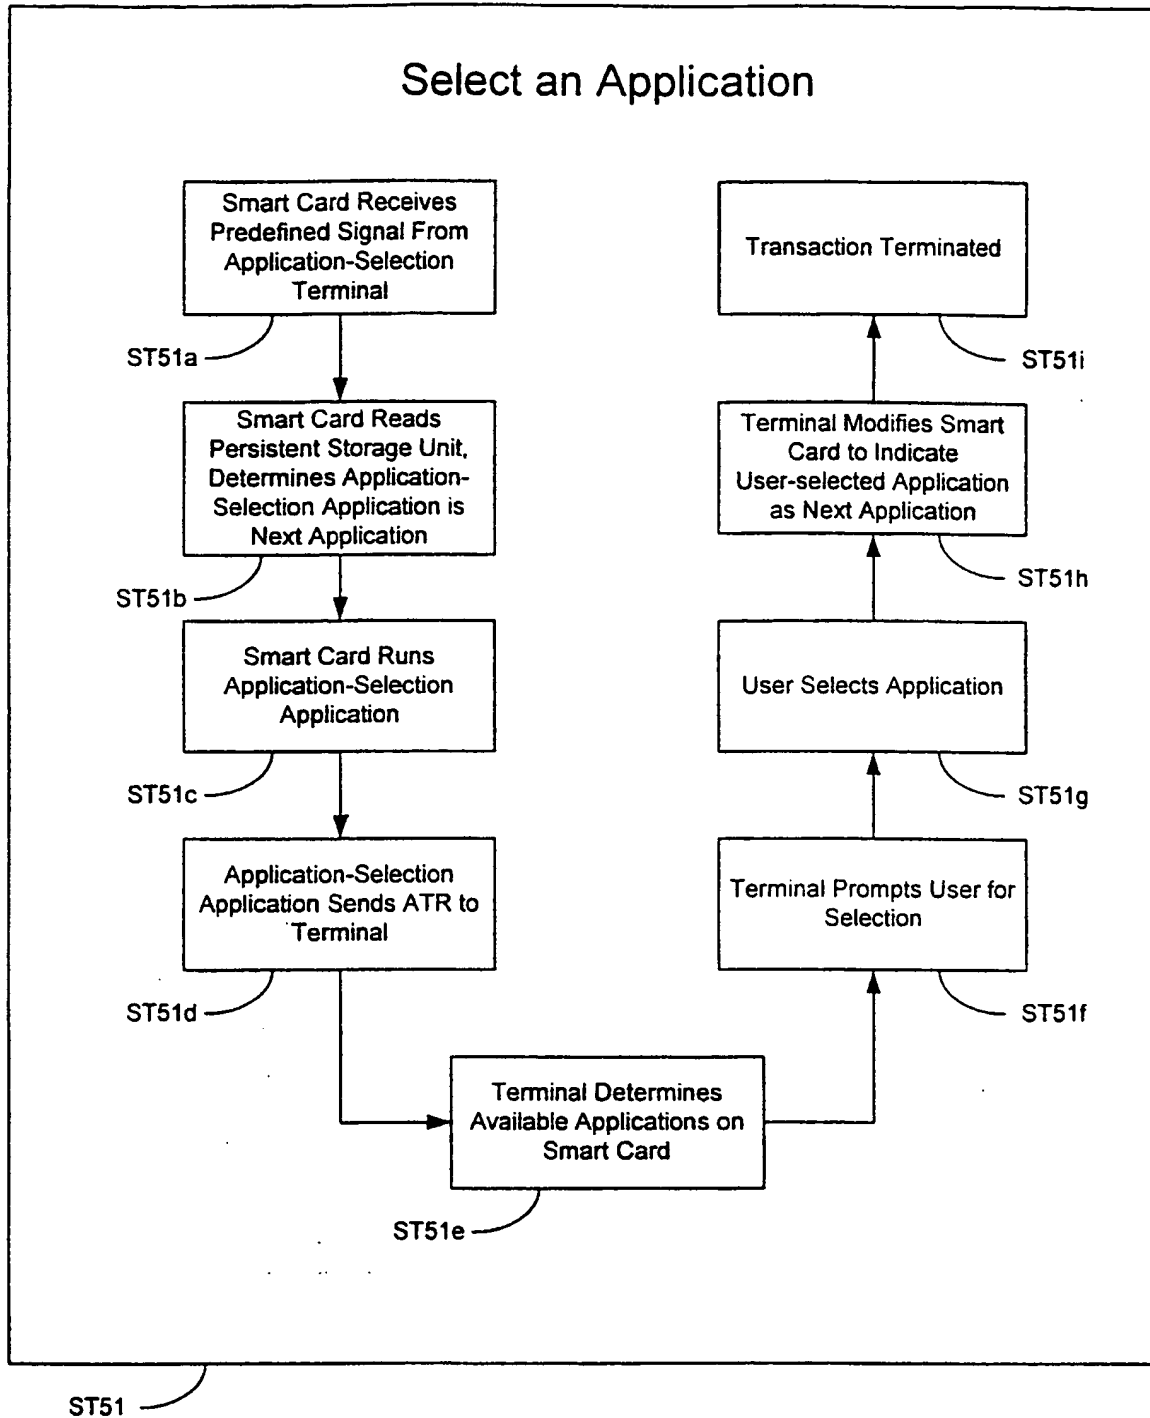 Select an Application
Smart Card Receives
Predefined Signal From
Application-Selection
Terminal
ST51a
Smart Card Reads
Persistent Storage Unit,
Determines Application-
Selection Application is
Next Application
ST51b
Smart Card Runs
Application-Selection
Application
ST51c
Application-Selection
Application Sends ATR to
Terminal
ST51d
Terminal Determines
Available Applications on
Smart Card
ST51e
Terminal Prompts User for
Selection
ST51f
User Selects Application
ST51g
Terminal Modifies Smart
Card to Indicate
User-selected Application
as Next Application
ST51h
Transaction Terminated
ST51i
ST51